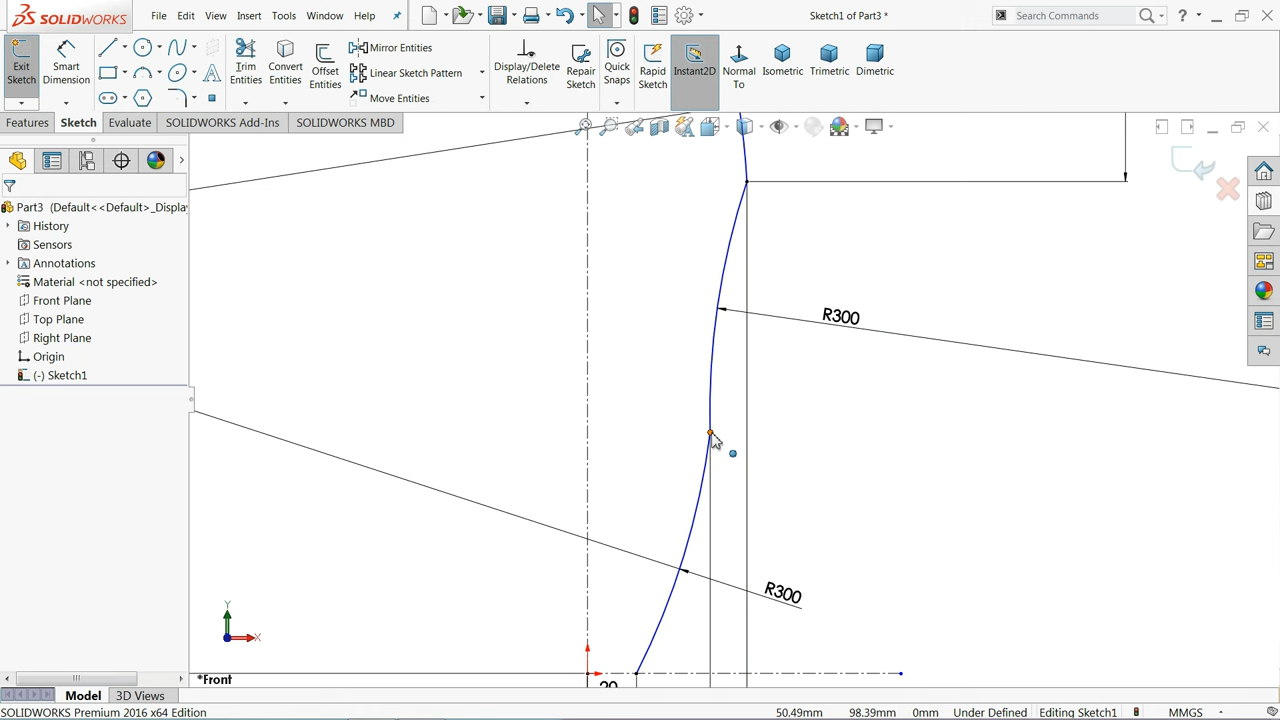 SOLIDWORKS
File Edit View Insert Tools Window Help
Sketch1 of Part3 *
Search Commands
?
Exit Sketch
Smart Dimension
Trim Entities
Convert Entities
Offset Entities
Mirror Entities
Linear Sketch Pattern
Move Entities
Display/Delete Relations
Repair Sketch
Quick Snaps
Rapid Sketch
Instant2D
Normal To
Isometric
Trimetric
Dimetric
Features Sketch Evaluate SOLIDWORKS Add-Ins SOLIDWORKS MBD
Part3 (Default<<Default>_Displa
History
Sensors
Annotations
Material <not specified>
Front Plane
Top Plane
Right Plane
Origin
(-) Sketch1
R300
R300
Y
X
*Front
20
Model 3D Views
SOLIDWORKS Premium 2016 x64 Edition
50.49mm 98.39mm 0mm Under Defined Editing Sketch1 MMGS